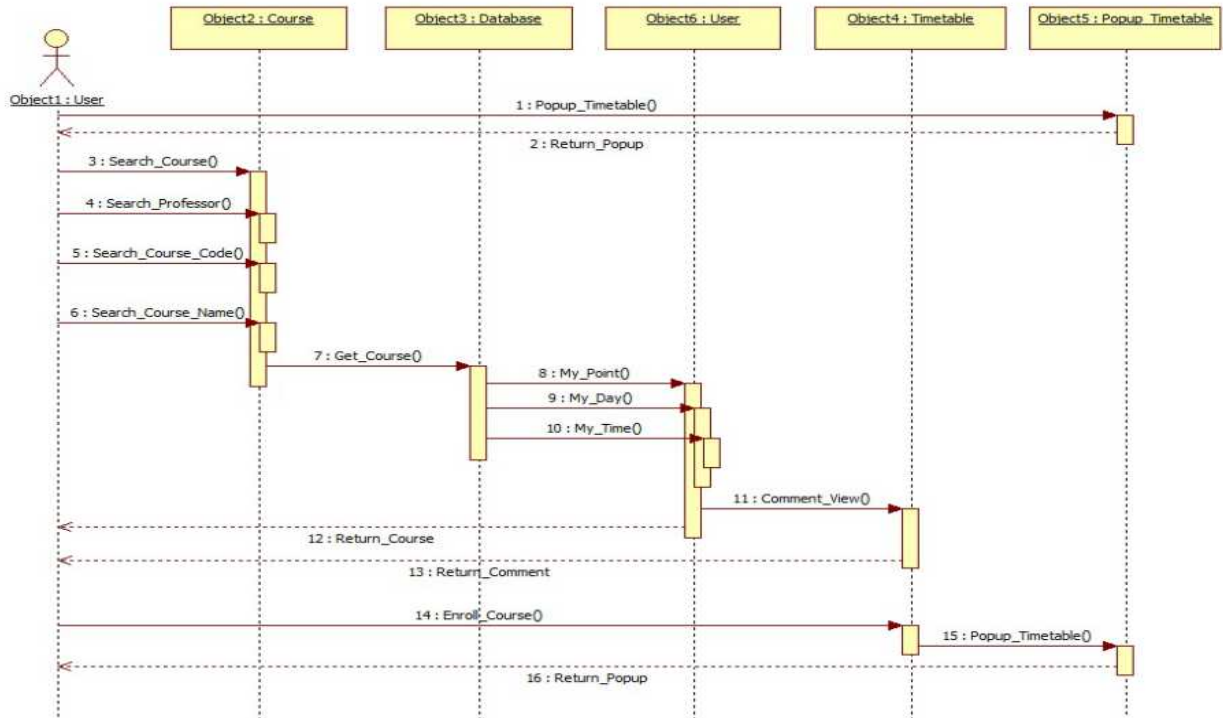 Object2 : Course
Object3 : Database
Object6 : User
Object4 : Timetable
Object5 : Popup_Timetable
Object1 : User
1 : Popup_Timetable()
2 : Return_Popup
3 : Search_Course()
4 : Search_Professor()
5 : Search_Course_Code()
6 : Search_Course_Name()
7 : Get_Course()
8 : My_Point()
9 : My_Day()
10 : My_Time()
11 : Comment_View()
12 : Return_Course
13 : Return_Comment
14 : Enroll_Course()
15 : Popup_Timetable()
16 : Return_Popup